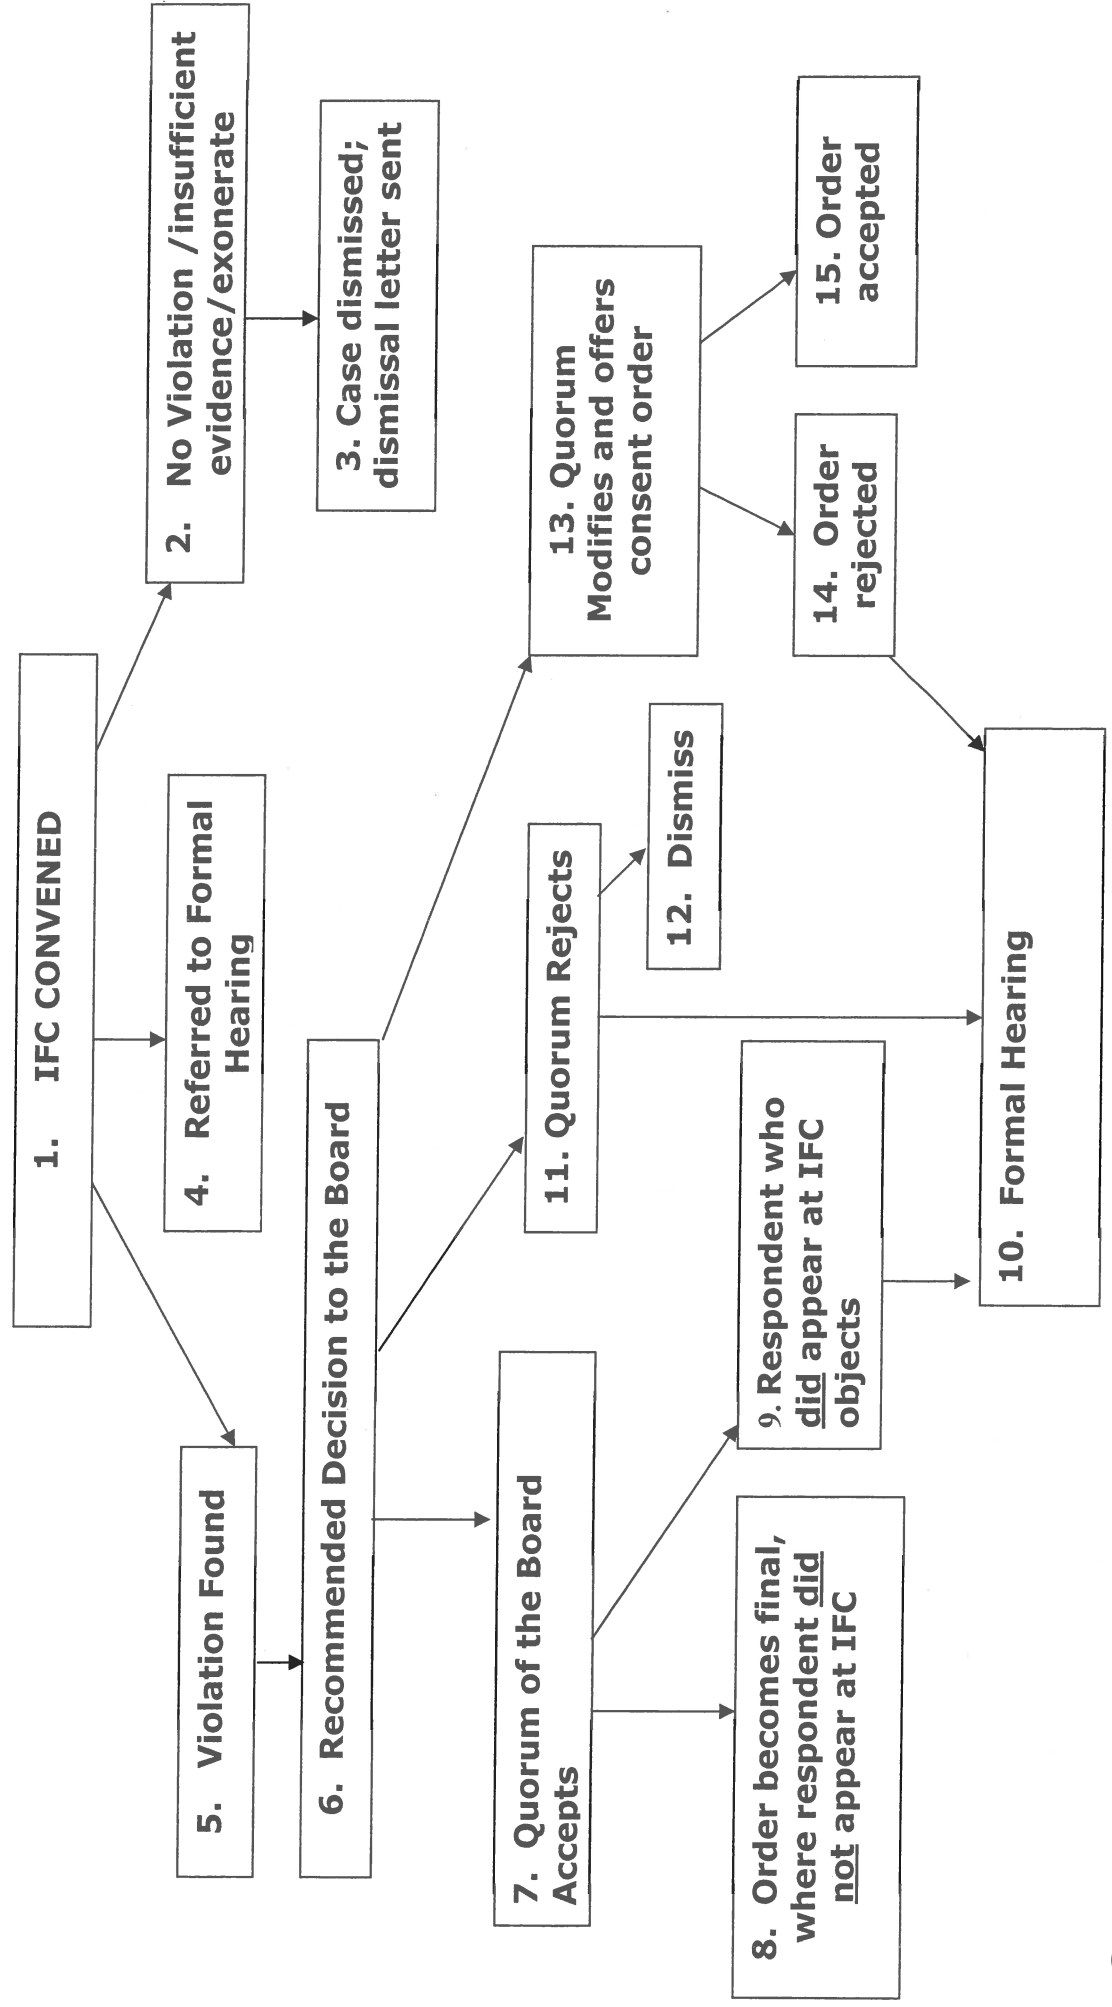 1. IFC CONVENED
2. No Violation /insufficient
evidence/exonerate
3. Case dismissed;
dismissal letter sent
4. Referred to Formal
Hearing
5. Violation Found
6. Recommended Decision to the Board
7. Quorum of the Board
Accepts
8. Order becomes final,
where respondent did
not appear at IFC
9. Respondent who
did appear at IFC
objects
10. Formal Hearing
11. Quorum Rejects
12. Dismiss
13. Quorum
Modifies and offers
consent order
14. Order
rejected
15. Order
accepted